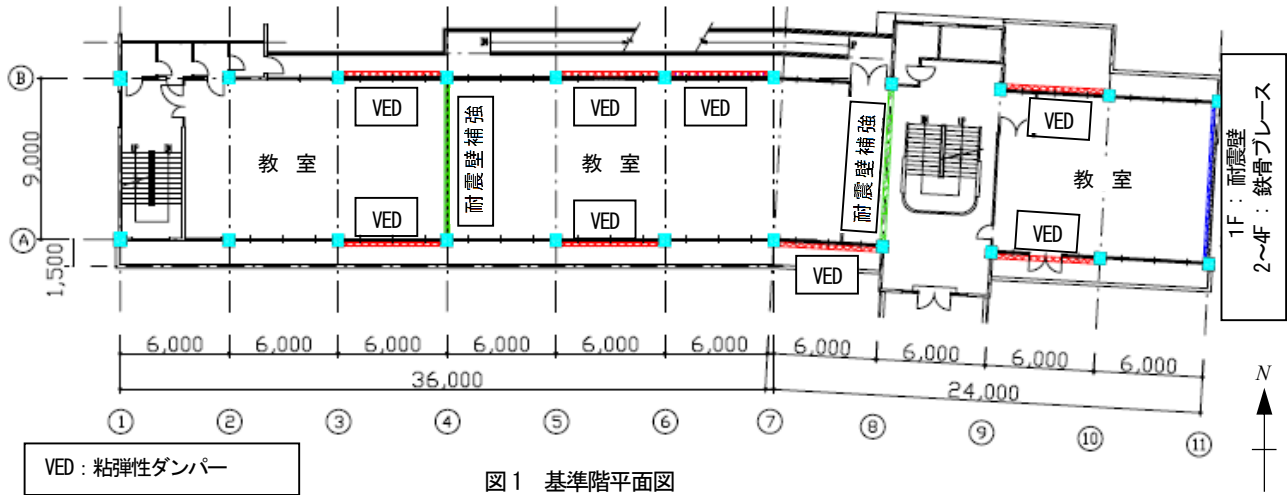 Ⓑ
Ⓐ
9,000
1,500
VED
VED
VED
VED
VED
VED
VED
VED
耐震壁補強
耐震壁補強
教 室
教 室
教 室
1F：耐震壁
2~4F：鉄骨ブレース
6,000 6,000 6,000 6,000 6,000 6,000 6,000 6,000 6,000 6,000
36,000 24,000
① ② ③ ④ ⑤ ⑥ ⑦ ⑧ ⑨ ⑩ ⑪
N
VED：粘弾性ダンパー
図1 基準階平面図